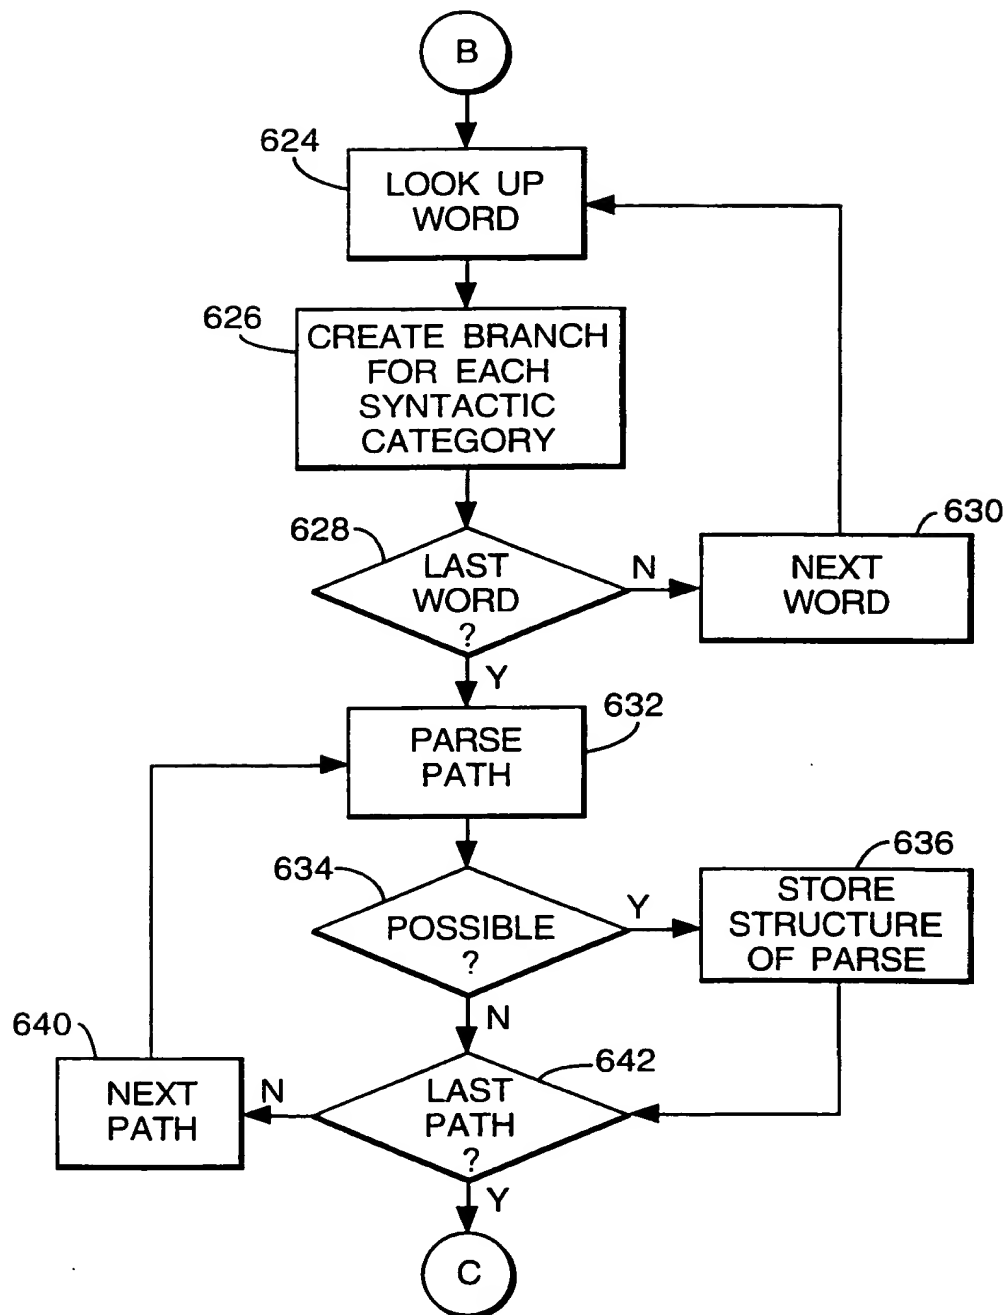 B
624
LOOK UP
WORD
626
CREATE BRANCH
FOR EACH
SYNTACTIC
CATEGORY
628
LAST
WORD
?
N
630
NEXT
WORD
Y
632
PARSE
PATH
634
POSSIBLE
?
Y
636
STORE
STRUCTURE
OF PARSE
N
640
NEXT
PATH
N
642
LAST
PATH
?
Y
C